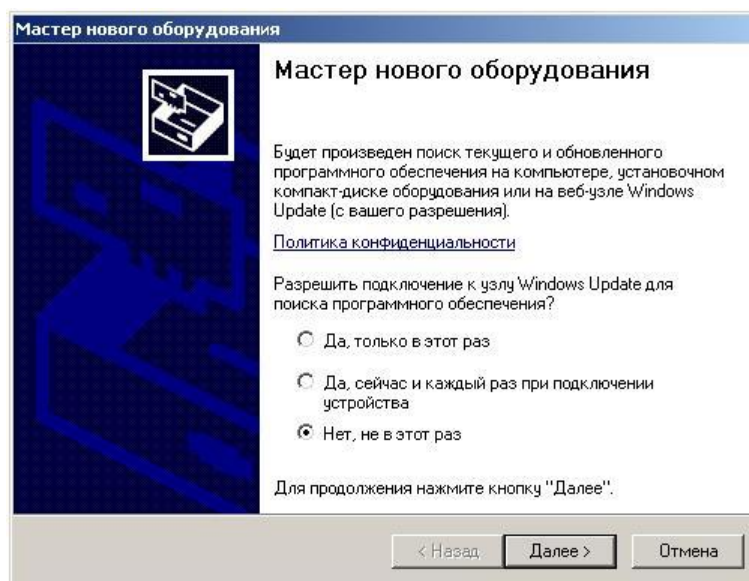 Мастер нового оборудования
Мастер нового оборудования
Будет произведен поиск текущего и обновленного
программного обеспечения на компьютере, установочном
компакт-диске оборудования или на веб-узле Windows
Update (с вашего разрешения).
Политика конфиденциальности
Разрешить подключение к узлу Windows Update для
поиска программного обеспечения?
Да, только в этот раз
Да, сейчас и каждый раз при подключении
устройства
Нет, не в этот раз
Для продолжения нажмите кнопку "Далее".
< Назад
Далее >
Отмена